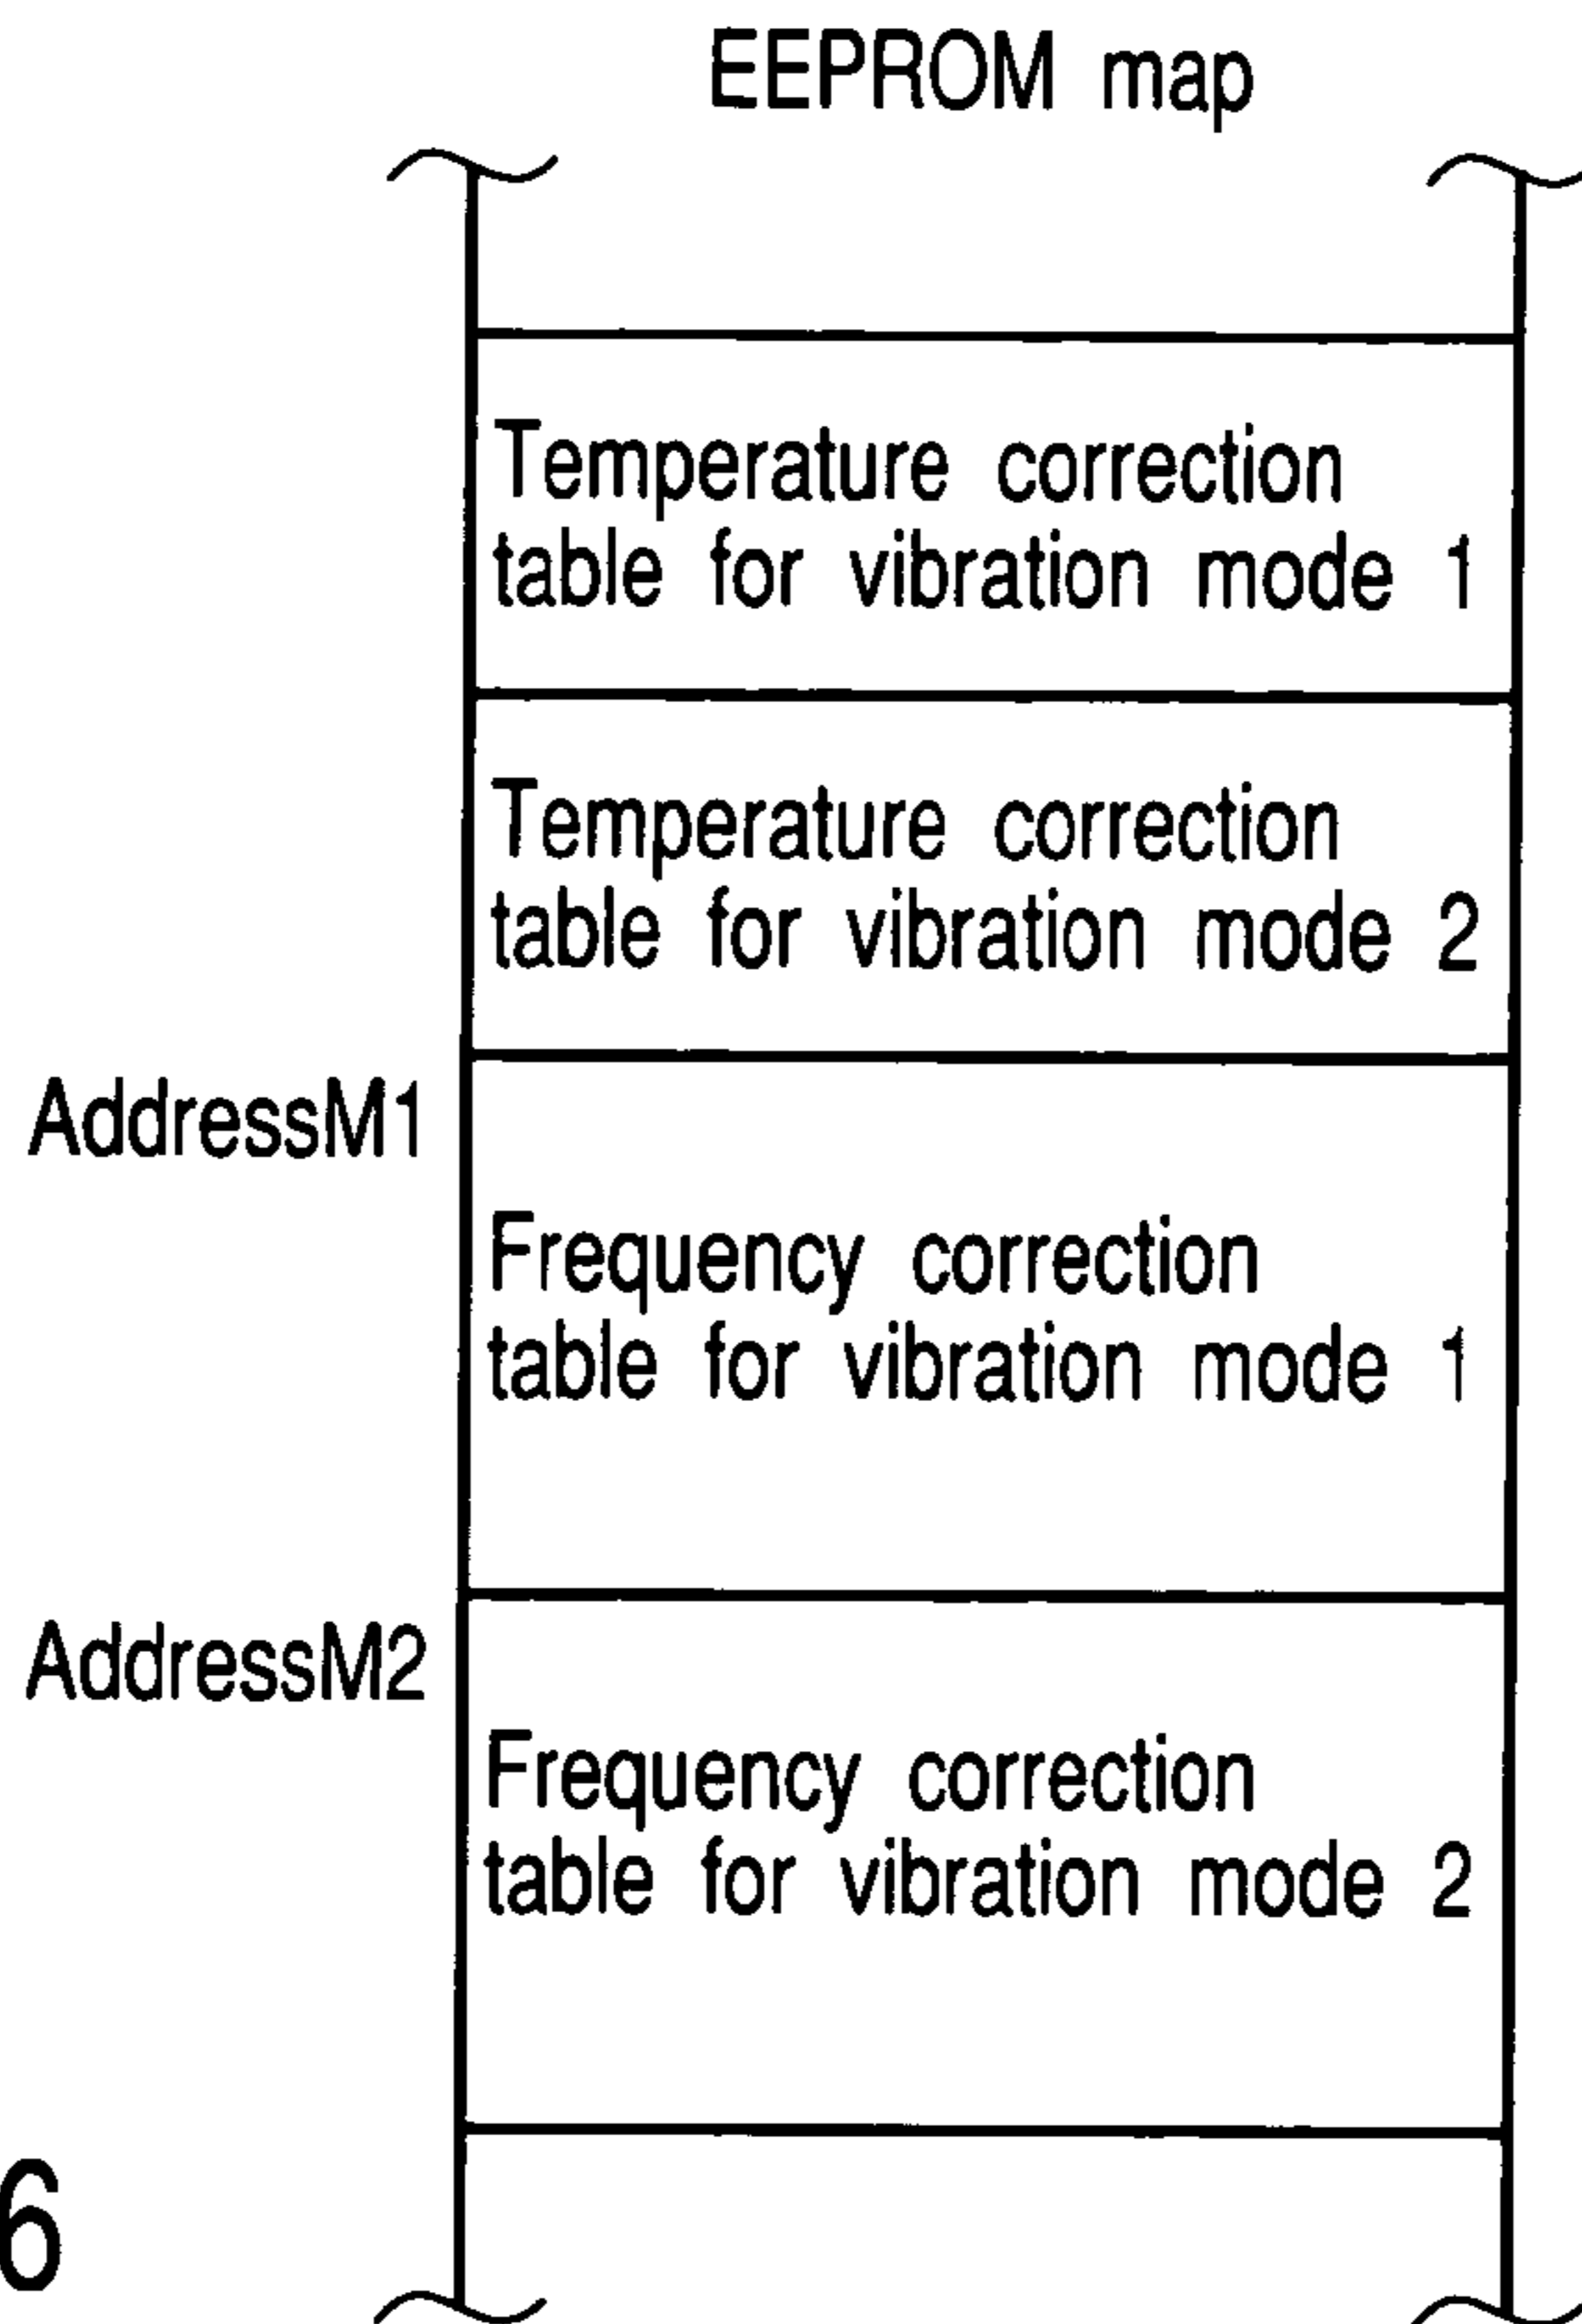 EEPROM map
Temperature correction
table for vibration mode 1
Temperature correction
table for vibration mode 2
AddressM1
Frequency correction
table for vibration mode 1
AddressM2
Frequency correction
table for vibration mode 2
6